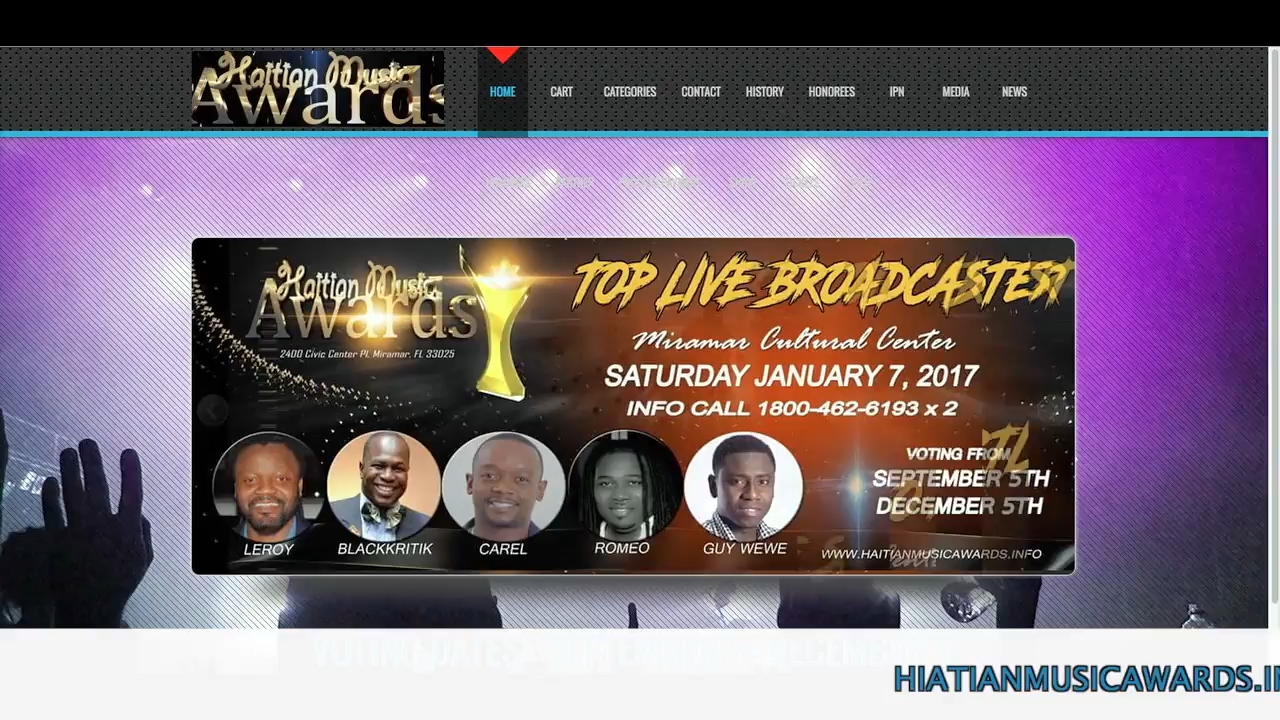 Haitian Music
Awards
HOME CART CATEGORIES CONTACT HISTORY HONOREES IPN MEDIA NEWS
Haitian Music
Awards
2400 Civic Center Pl, Miramar, FL 33025
TOP LIVE BROADCASTEST
Miramar Cultural Center
SATURDAY JANUARY 7, 2017
INFO CALL 1800-462-6193 x 2
VOTING FROM
SEPTEMBER 5TH
DECEMBER 5TH
LEROY BLACKKRITIK CAREL ROMEO GUY WEWE
WWW.HAITIANMUSICAWARDS.INFO
HIATIANMUSICAWARDS.IN